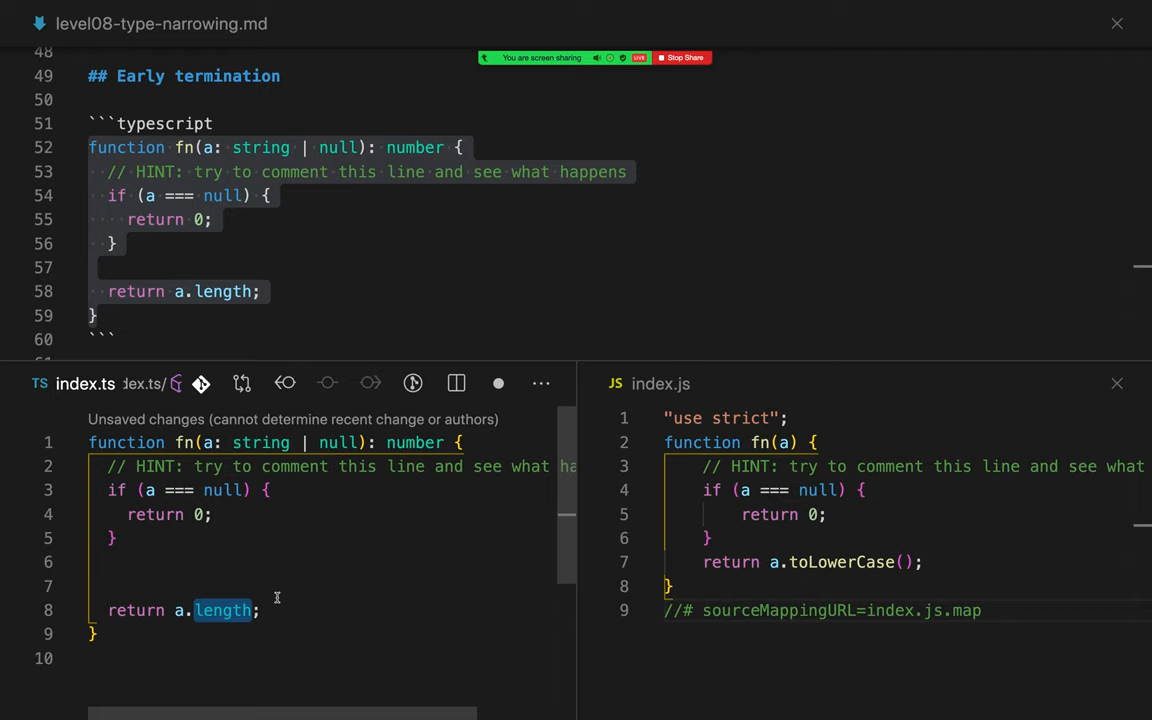 level08-type-narrowing.md
You are screen sharing LIVE Stop Share
48
49 ## Early termination
50
51 ```typescript
52 function fn(a: string | null): number {
53 // HINT: try to comment this line and see what happens
54 if (a === null) {
55 return 0;
56 }
57
58 return a.length;
59 }
60 ```
TS index.ts
Unsaved changes (cannot determine recent change or authors)
1 function fn(a: string | null): number {
2 // HINT: try to comment this line and see what ha
3 if (a === null) {
4 return 0;
5 }
6
7
8 return a.length;
9 }
10
JS index.js
1 "use strict";
2 function fn(a) {
3 // HINT: try to comment this line and see what
4 if (a === null) {
5 return 0;
6 }
7 return a.toLowerCase();
8 }
9 //# sourceMappingURL=index.js.map